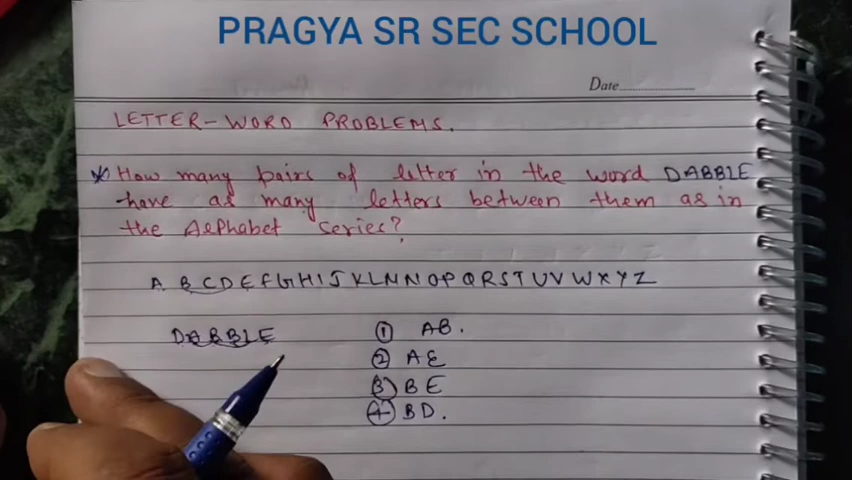 PRAGYA SR SEC SCHOOL
Date
LETTER-WORD PROBLEMS.
* How many pairs of letter in the word DABBLE
have as many letters between them as in
the Alphabet series?
A B C D E F G H I J K L N N O P Q R S T U V W X Y Z
DABBLE
① AB.
② AE
③ BE
④ BD.